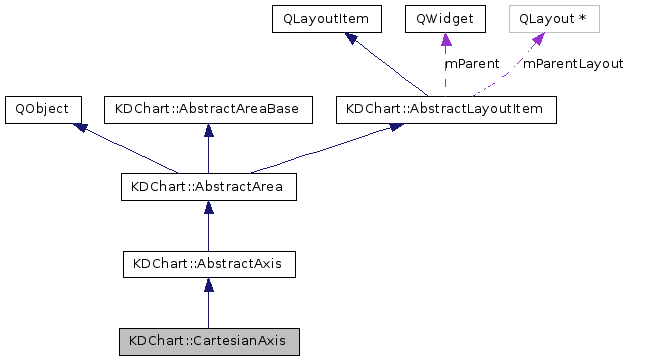 QLayoutItem
QWidget
QLayout *
mParent
mParentLayout
QObject
KDChart::AbstractAreaBase
KDChart::AbstractLayoutItem
KDChart::AbstractArea
KDChart::AbstractAxis
KDChart::CartesianAxis